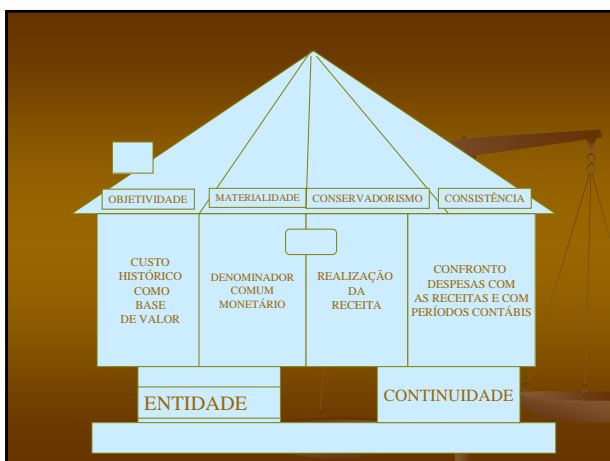 OBJETIVIDADE
MATERIALIDADE
CONSERVADORISMO
CONSISTÊNCIA
CUSTO
HISTÓRICO
COMO
BASE
DE VALOR
DENOMINADOR
COMUM
MONETÁRIO
REALIZAÇÃO
DA
RECEITA
CONFRONTO
DESPESAS COM
AS RECEITAS E COM
PERÍODOS CONTÁBIS
ENTIDADE
CONTINUIDADE